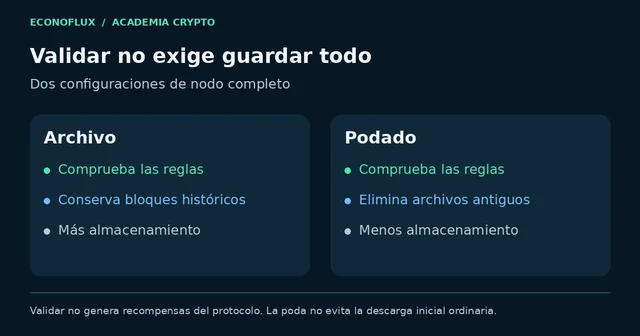 ECONOFLUX / ACADEMIA CRYPTO
Validar no exige guardar todo
Dos configuraciones de nodo completo
Archivo
Comprueba las reglas
Conserva bloques históricos
Más almacenamiento
Podado
Comprueba las reglas
Elimina archivos antiguos
Menos almacenamiento
Validar no genera recompensas del protocolo. La poda no evita la descarga inicial ordinaria.